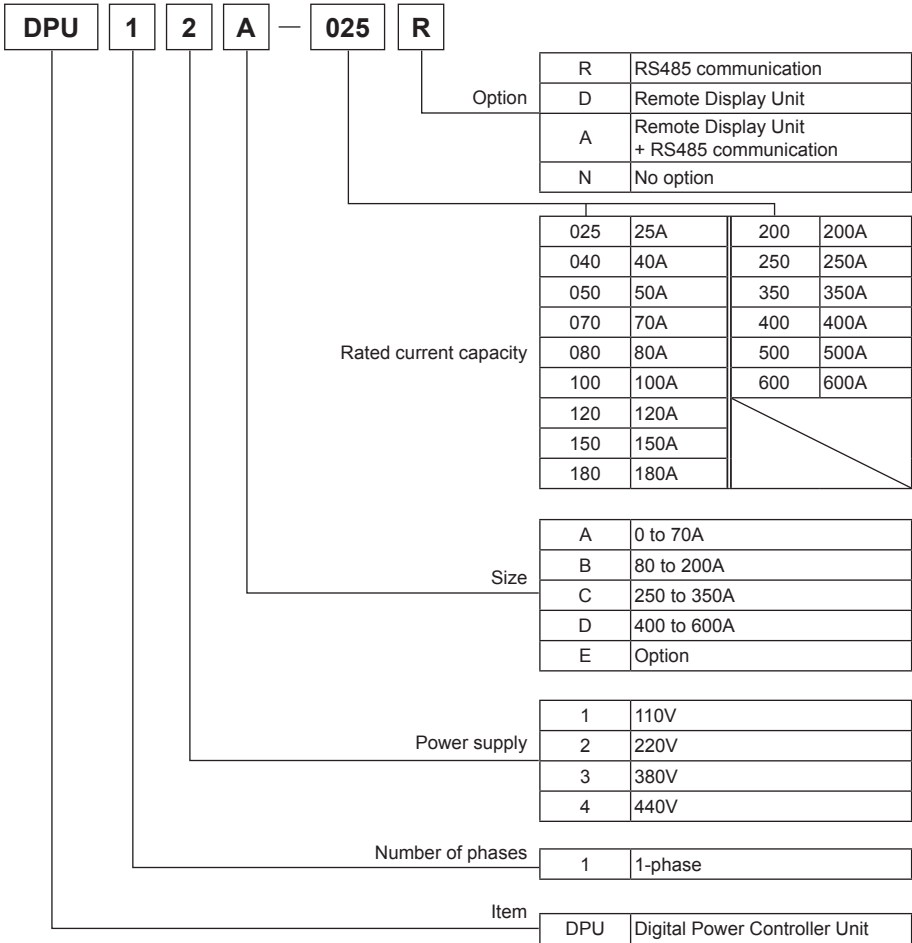 DPU 1 2 A — 025 R
Option
R RS485 communication
D Remote Display Unit
A Remote Display Unit
+ RS485 communication
N No option
Rated current capacity
025 25A 200 200A
040 40A 250 250A
050 50A 350 350A
070 70A 400 400A
080 80A 500 500A
100 100A 600 600A
120 120A
150 150A
180 180A
Size
A 0 to 70A
B 80 to 200A
C 250 to 350A
D 400 to 600A
E Option
Power supply
1 110V
2 220V
3 380V
4 440V
Number of phases
1 1-phase
Item
DPU Digital Power Controller Unit